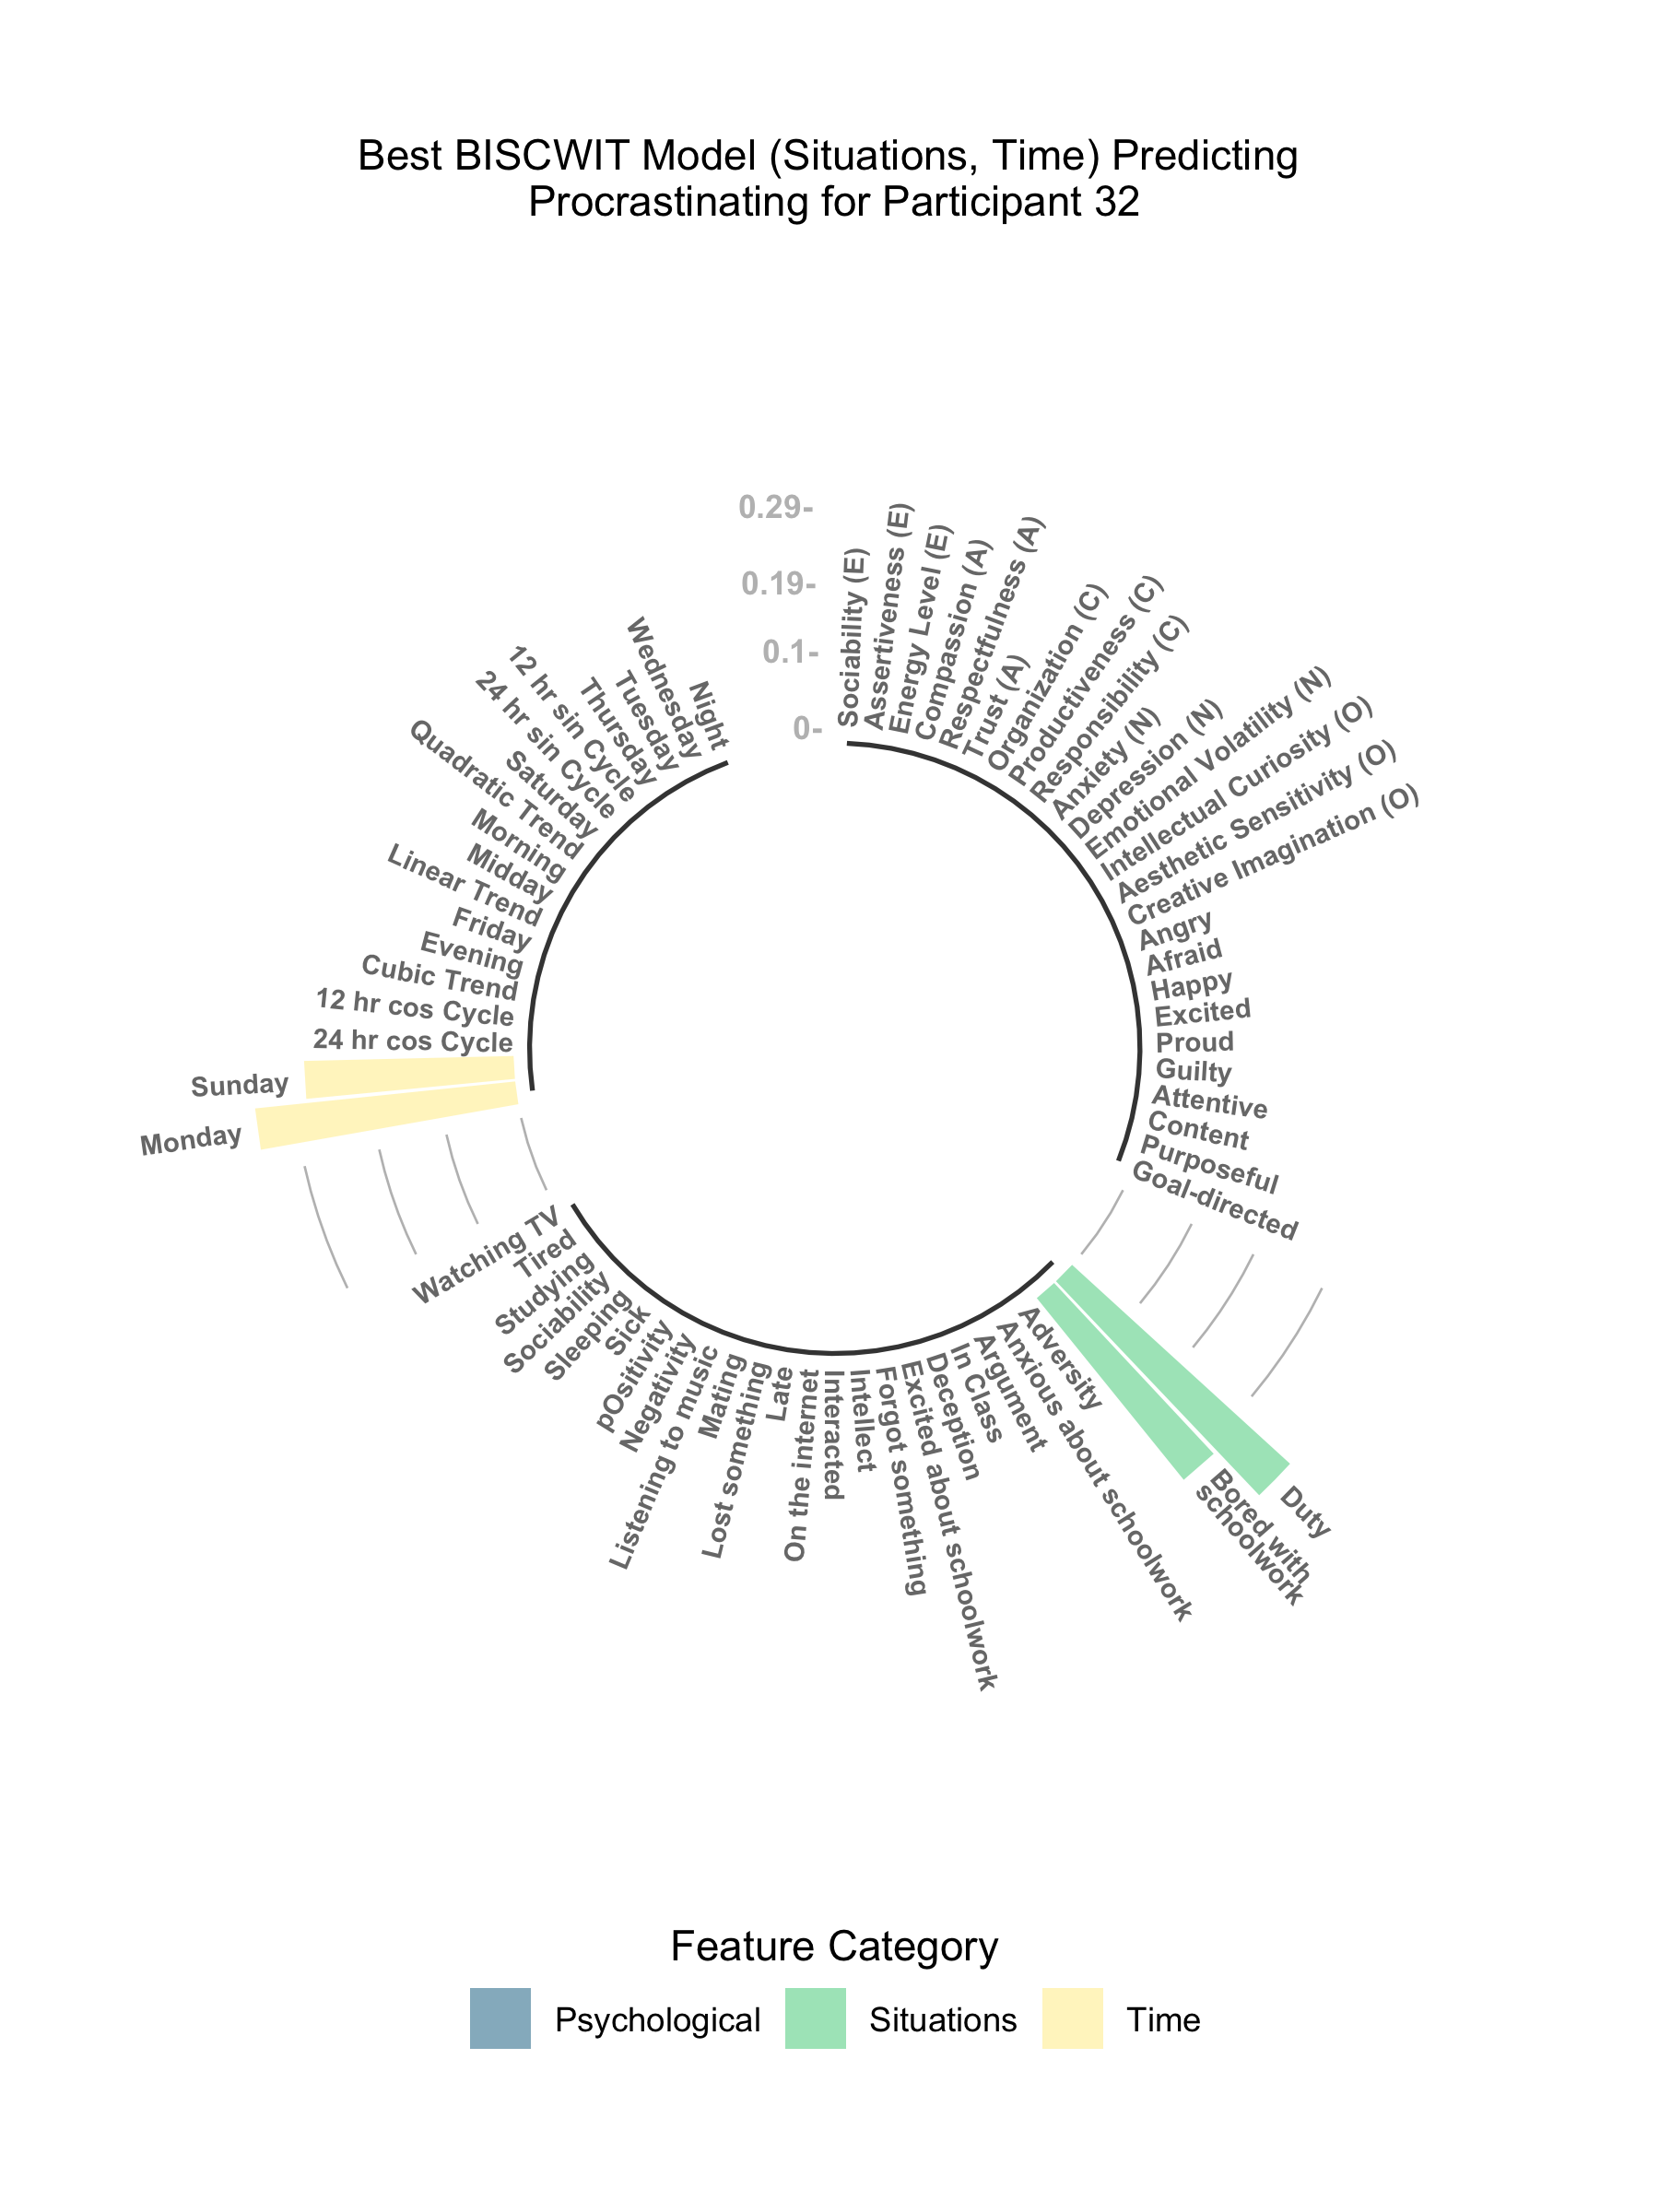 Best BISCWIT Model (Situations, Time) Predicting
Procrastinating for Participant 32
0.29-
0.19-
0.1-
0-
Sociability (E)
Assertiveness (E)
Energy Level (E)
Compassion (A)
Respectfulness (A)
Trust (A)
Organization (C)
Productiveness (C)
Responsibility (C)
Anxiety (N)
Depression (N)
Emotional Volatility (N)
Intellectual Curiosity (O)
Aesthetic Sensitivity (O)
Creative Imagination (O)
Angry
Afraid
Happy
Excited
Proud
Guilty
Attentive
Content
Purposeful
Goal-directed
Duty
Bored with
schoolwork
Adversity
Anxious about schoolwork
Argument
In Class
Deception
Excited about schoolwork
Forgot something
Intellect
Interacted
On the internet
Late
Lost something
Mating
Listening to music
Negativity
pOsitivity
Sick
Sleeping
Sociability
Studying
Tired
Watching TV
Monday
Sunday
24 hr cos Cycle
12 hr cos Cycle
Cubic Trend
Evening
Friday
Linear Trend
Midday
Morning
Quadratic Trend
Saturday
24 hr sin Cycle
12 hr sin Cycle
Thursday
Tuesday
Wednesday
Night
Feature Category
Psychological
Situations
Time